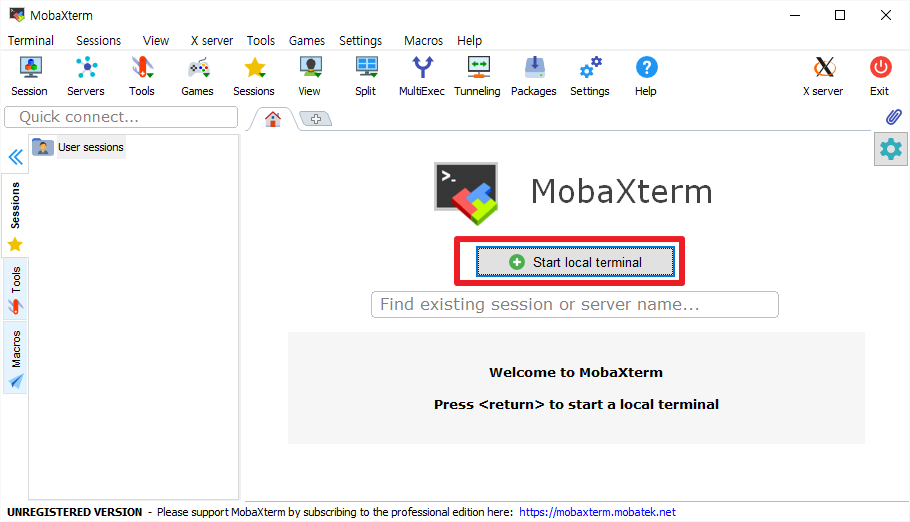 MobaXterm
Terminal Sessions View X server Tools Games Settings Macros Help
Session Servers Tools Games Sessions View Split MultiExec Tunneling Packages Settings Help X server Exit
Quick connect...
User sessions
Sessions
Tools
Macros
>_
MobaXterm
Start local terminal
Find existing session or server name...
Welcome to MobaXterm
Press <return> to start a local terminal
UNREGISTERED VERSION - Please support MobaXterm by subscribing to the professional edition here: https://mobaxterm.mobatek.net